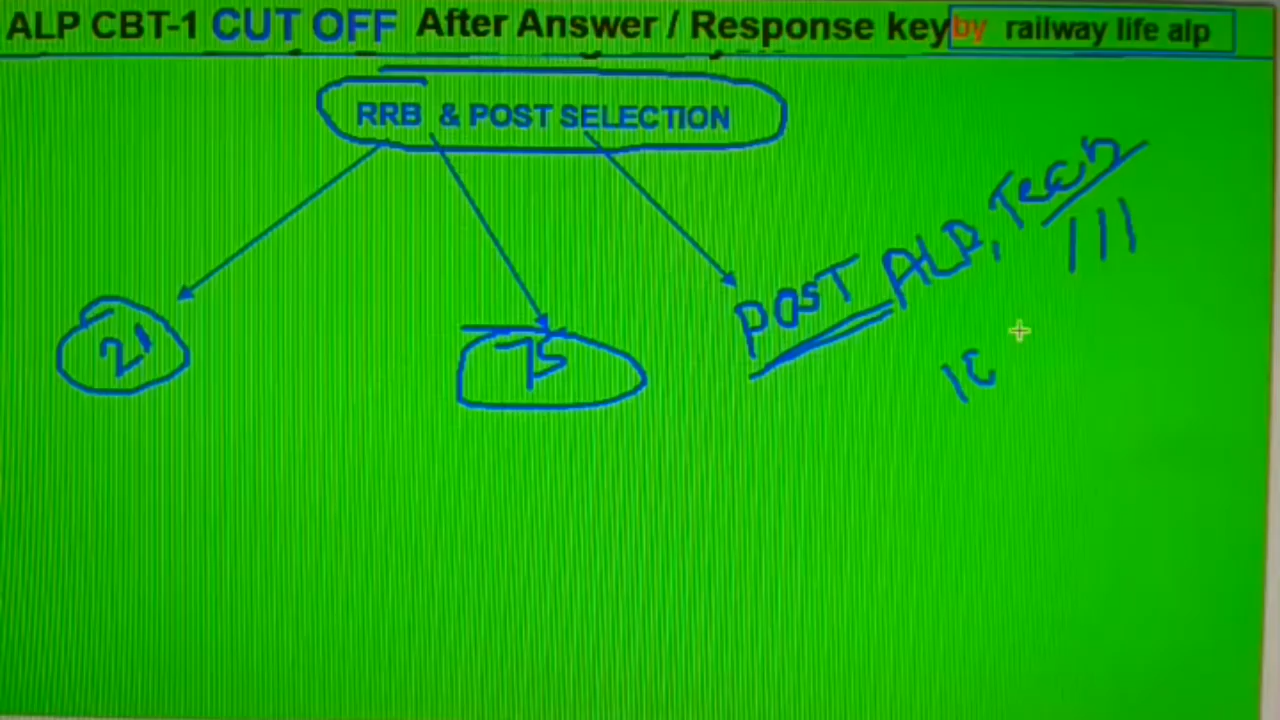 ALP CBT-1 CUT OFF After Answer / Response key by railway life alp
RRB & POST SELECTION
POST ALP, Tech
111
21
75
10